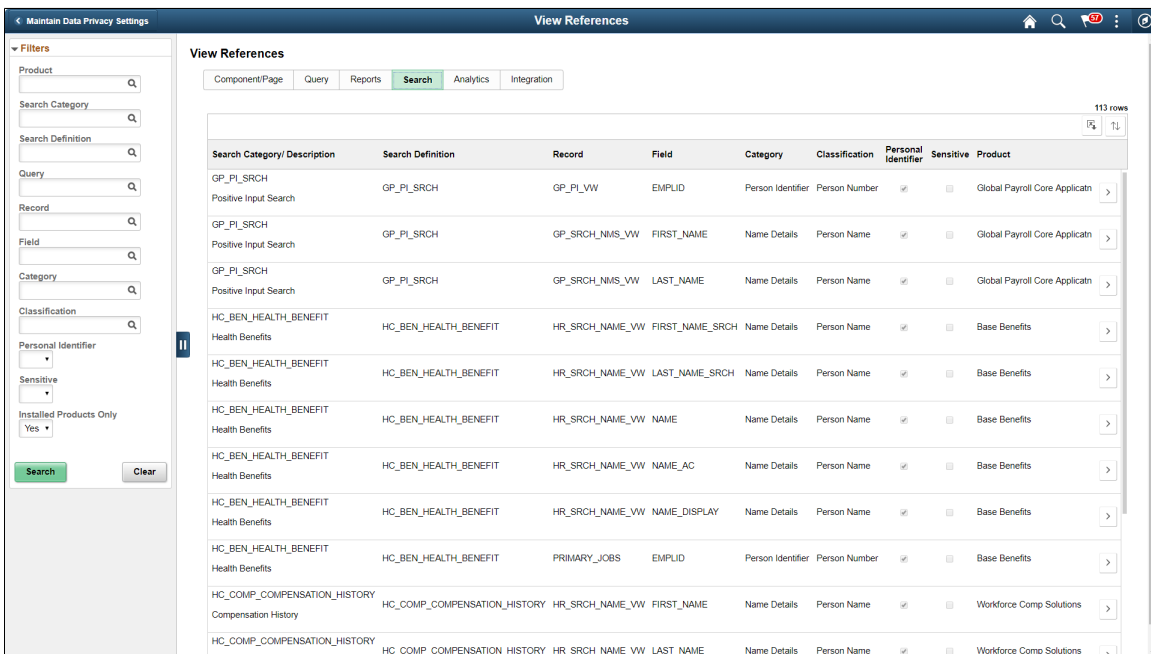 Maintain Data Privacy Settings
View References
57
Filters
Product
Search Category
Search Definition
Query
Record
Field
Category
Classification
Personal Identifier
Sensitive
Installed Products Only
Yes
Search
Clear
View References
Component/Page Query Reports Search Analytics Integration
113 rows
Search Category/ Description Search Definition Record Field Category Classification Personal Identifier Sensitive Product
GP_PI_SRCH
GP_PI_SRCH GP_PI_VW EMPLID Person Identifier Person Number Global Payroll Core Applicatn
Positive Input Search
GP_PI_SRCH
GP_PI_SRCH GP_SRCH_NMS_VW FIRST_NAME Name Details Person Name Global Payroll Core Applicatn
Positive Input Search
GP_PI_SRCH
GP_PI_SRCH GP_SRCH_NMS_VW LAST_NAME Name Details Person Name Global Payroll Core Applicatn
Positive Input Search
HC_BEN_HEALTH_BENEFIT
HC_BEN_HEALTH_BENEFIT HR_SRCH_NAME_VW FIRST_NAME_SRCH Name Details Person Name Base Benefits
Health Benefits
HC_BEN_HEALTH_BENEFIT
HC_BEN_HEALTH_BENEFIT HR_SRCH_NAME_VW LAST_NAME_SRCH Name Details Person Name Base Benefits
Health Benefits
HC_BEN_HEALTH_BENEFIT
HC_BEN_HEALTH_BENEFIT HR_SRCH_NAME_VW NAME Name Details Person Name Base Benefits
Health Benefits
HC_BEN_HEALTH_BENEFIT
HC_BEN_HEALTH_BENEFIT HR_SRCH_NAME_VW NAME_AC Name Details Person Name Base Benefits
Health Benefits
HC_BEN_HEALTH_BENEFIT
HC_BEN_HEALTH_BENEFIT HR_SRCH_NAME_VW NAME_DISPLAY Name Details Person Name Base Benefits
Health Benefits
HC_BEN_HEALTH_BENEFIT
HC_BEN_HEALTH_BENEFIT PRIMARY_JOBS EMPLID Person Identifier Person Number Base Benefits
Health Benefits
HC_COMP_COMPENSATION_HISTORY
HC_COMP_COMPENSATION_HISTORY HR_SRCH_NAME_VW FIRST_NAME Name Details Person Name Workforce Comp Solutions
Compensation History
HC_COMP_COMPENSATION_HISTORY
HC_COMP_COMPENSATION_HISTORY HR_SRCH_NAME_VW LAST_NAME Name Details Person Name Workforce Comp Solutions